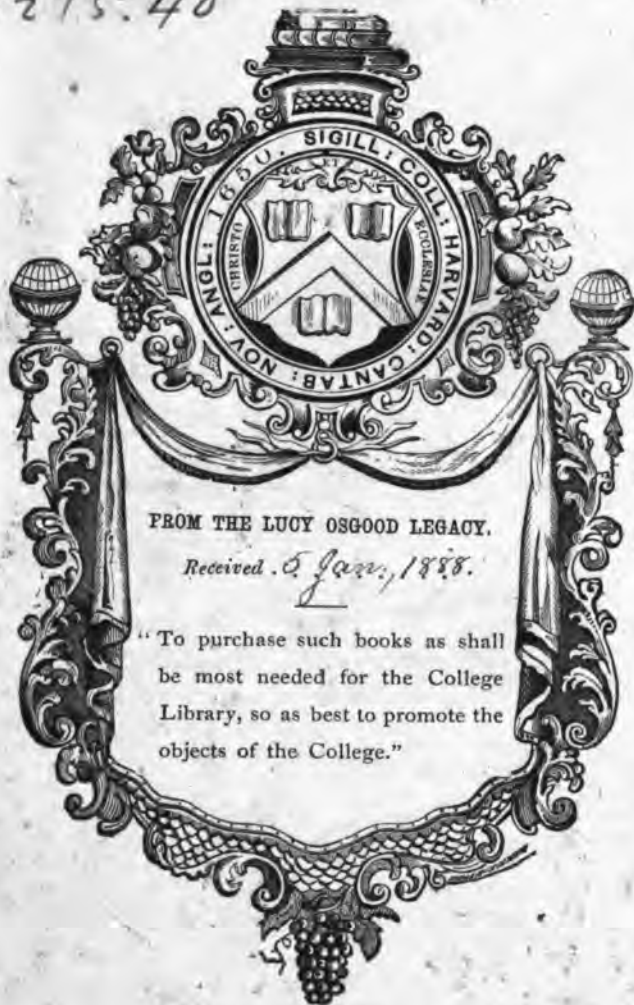 215.40
SIGILL: COLL: HARVARD: CANTAB: NOV: ANGL: 1650.
ET
CHRISTO
ECCLESIAE
FROM THE LUCY OSGOOD LEGACY.
Received. 5 Jan., 1888.
"To purchase such books as shall
be most needed for the College
Library, so as best to promote the
objects of the College."